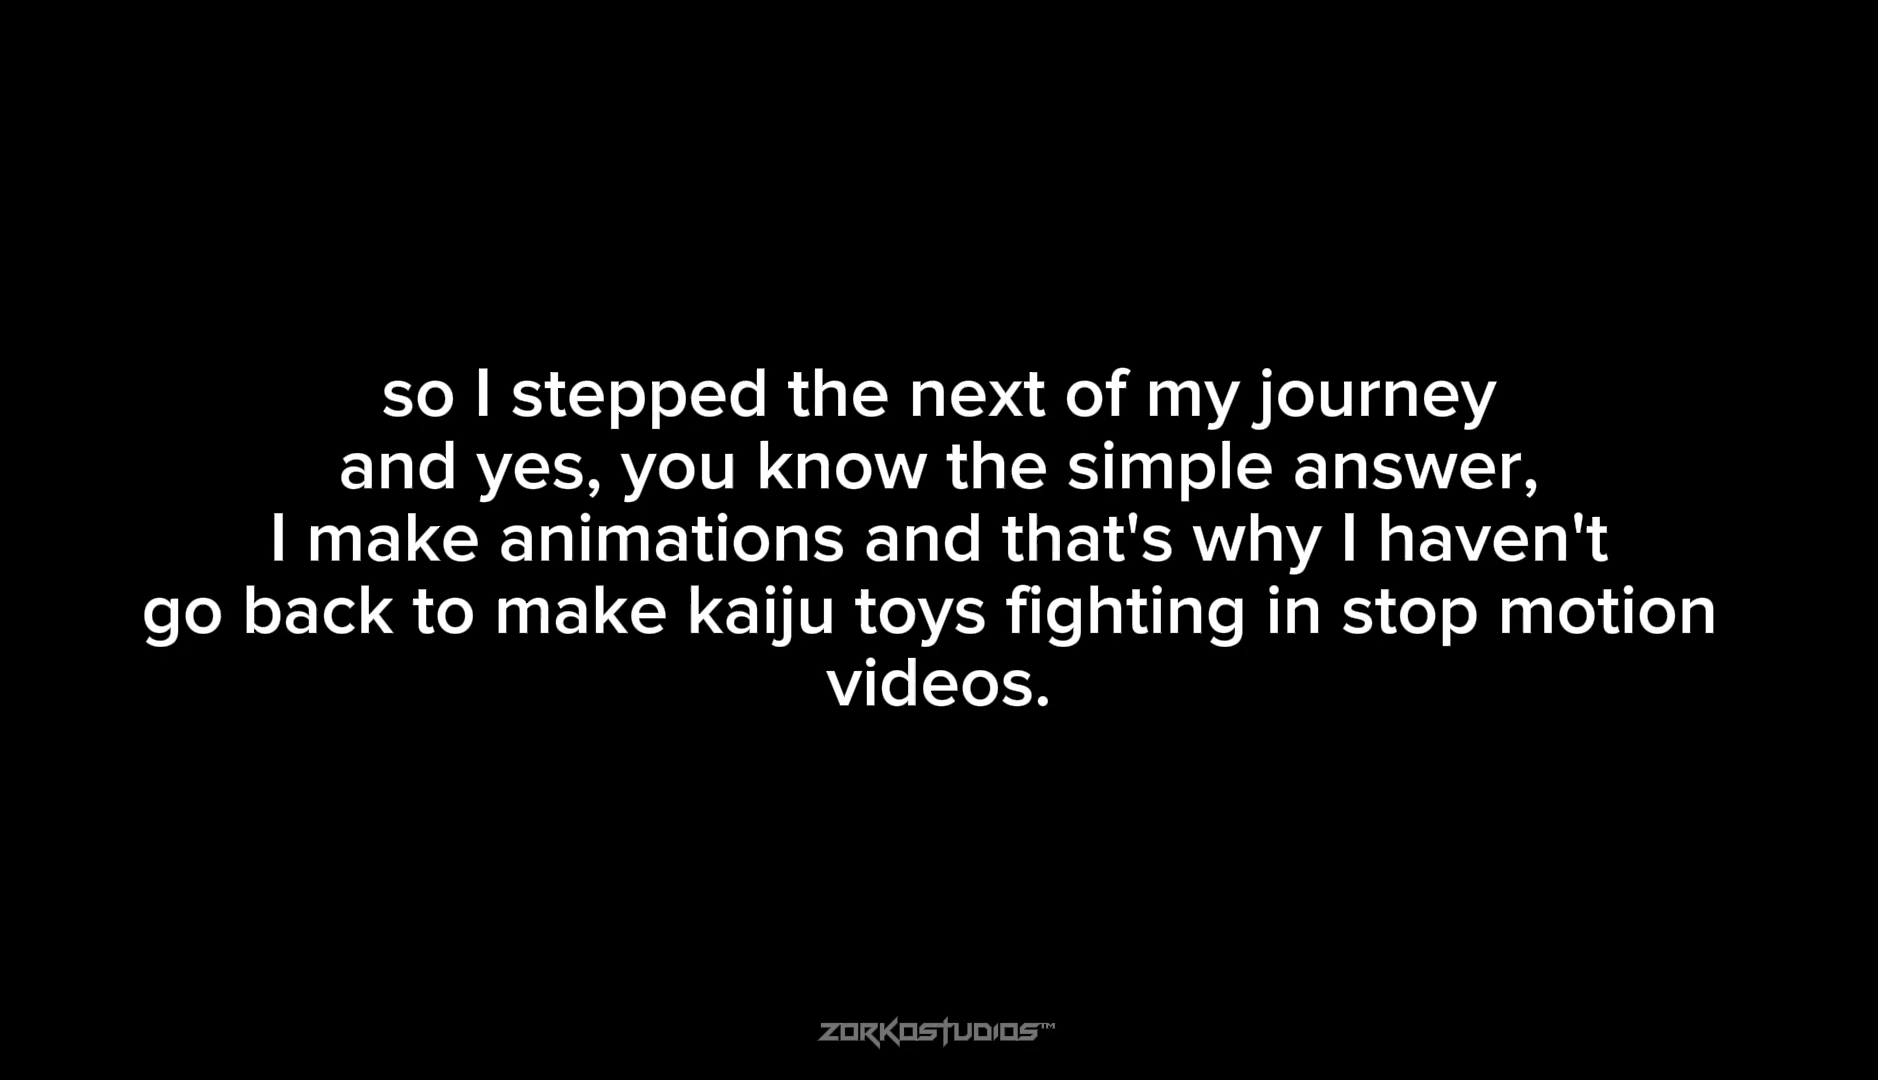 so I stepped the next of my journey
and yes, you know the simple answer,
I make animations and that's why I haven't
go back to make kaiju toys fighting in stop motion
videos.
ZORKOSTUDIOS™